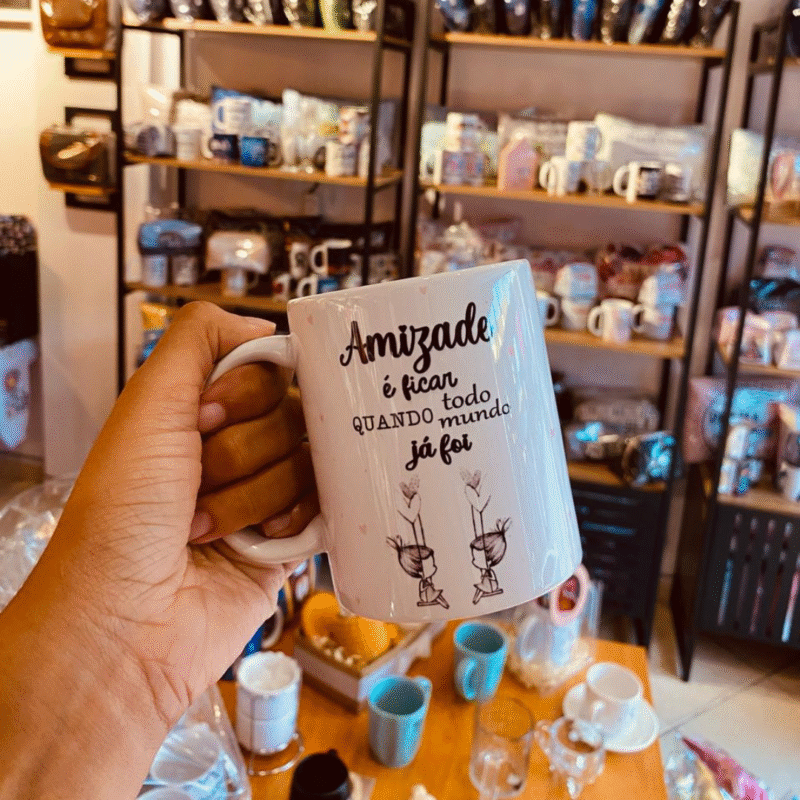 Amizade
é ficar
QUANDO todo
mundo
já foi